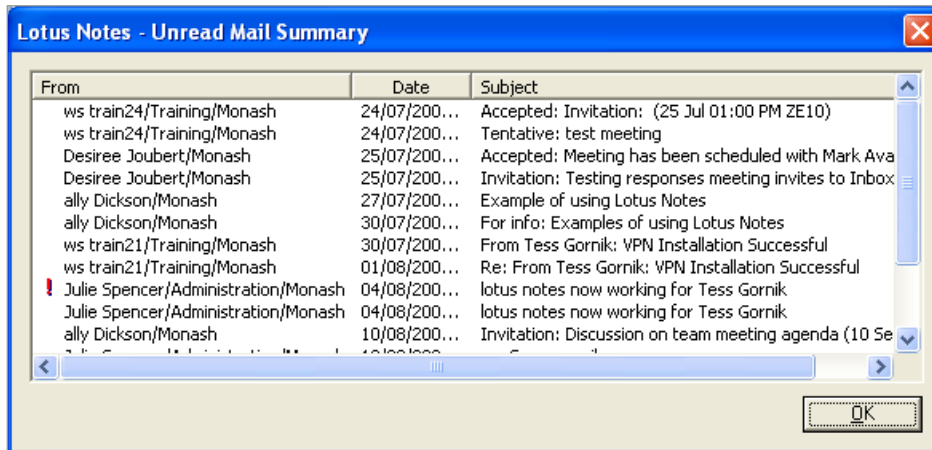 Lotus Notes - Unread Mail Summary
From Date Subject
ws train24/Training/Monash 24/07/200... Accepted: Invitation: (25 Jul 01:00 PM ZE10)
ws train24/Training/Monash 24/07/200... Tentative: test meeting
Desiree Joubert/Monash 25/07/200... Accepted: Meeting has been scheduled with Mark Ava
Desiree Joubert/Monash 25/07/200... Invitation: Testing responses meeting invites to Inbox
ally Dickson/Monash 27/07/200... Example of using Lotus Notes
ally Dickson/Monash 30/07/200... For info: Examples of using Lotus Notes
ws train21/Training/Monash 30/07/200... From Tess Gornik: VPN Installation Successful
ws train21/Training/Monash 01/08/200... Re: From Tess Gornik: VPN Installation Successful
! Julie Spencer/Administration/Monash 04/08/200... lotus notes now working for Tess Gornik
Julie Spencer/Administration/Monash 04/08/200... lotus notes now working for Tess Gornik
ally Dickson/Monash 10/08/200... Invitation: Discussion on team meeting agenda (10 Se
OK